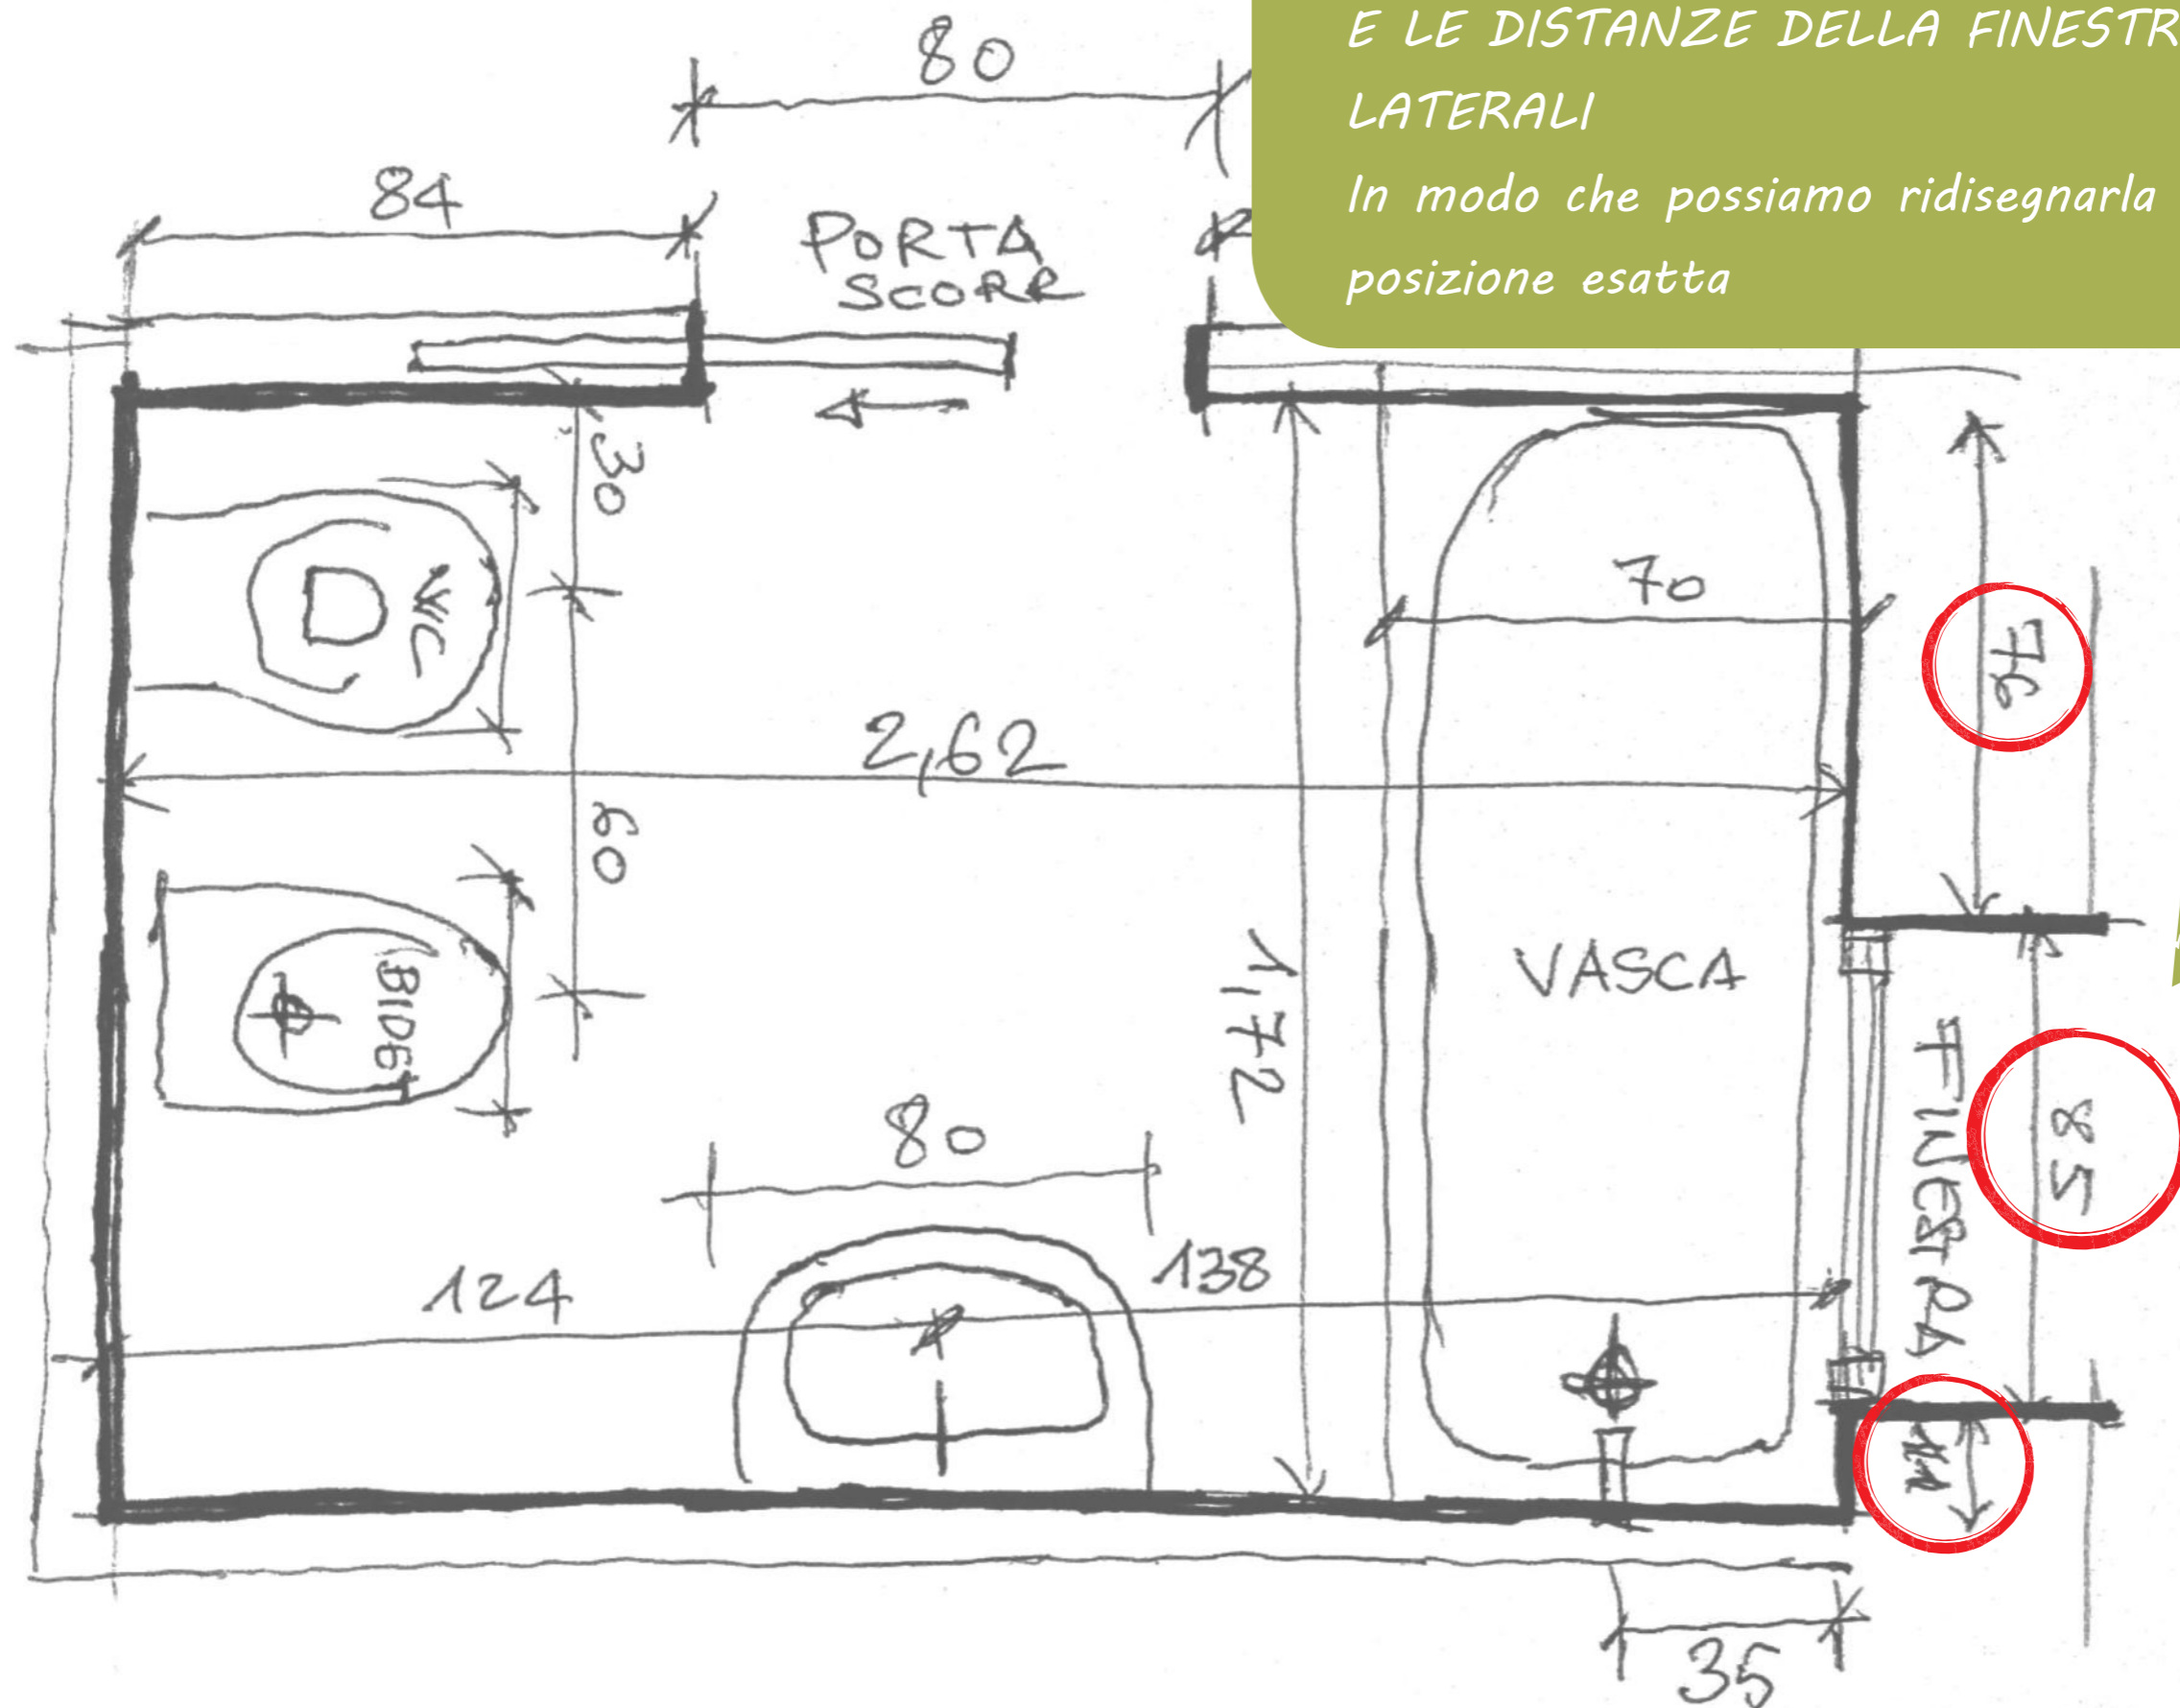 E LE DISTANZE DELLA FINESTR
LATERALI
In modo che possiamo ridisegnarla
posizione esatta
80
84
PORTA
SCORR
30
WC
70
76
2,62
60
BIDET
1,72
VASCA
FINESTRA
85
80
124
138
11
35